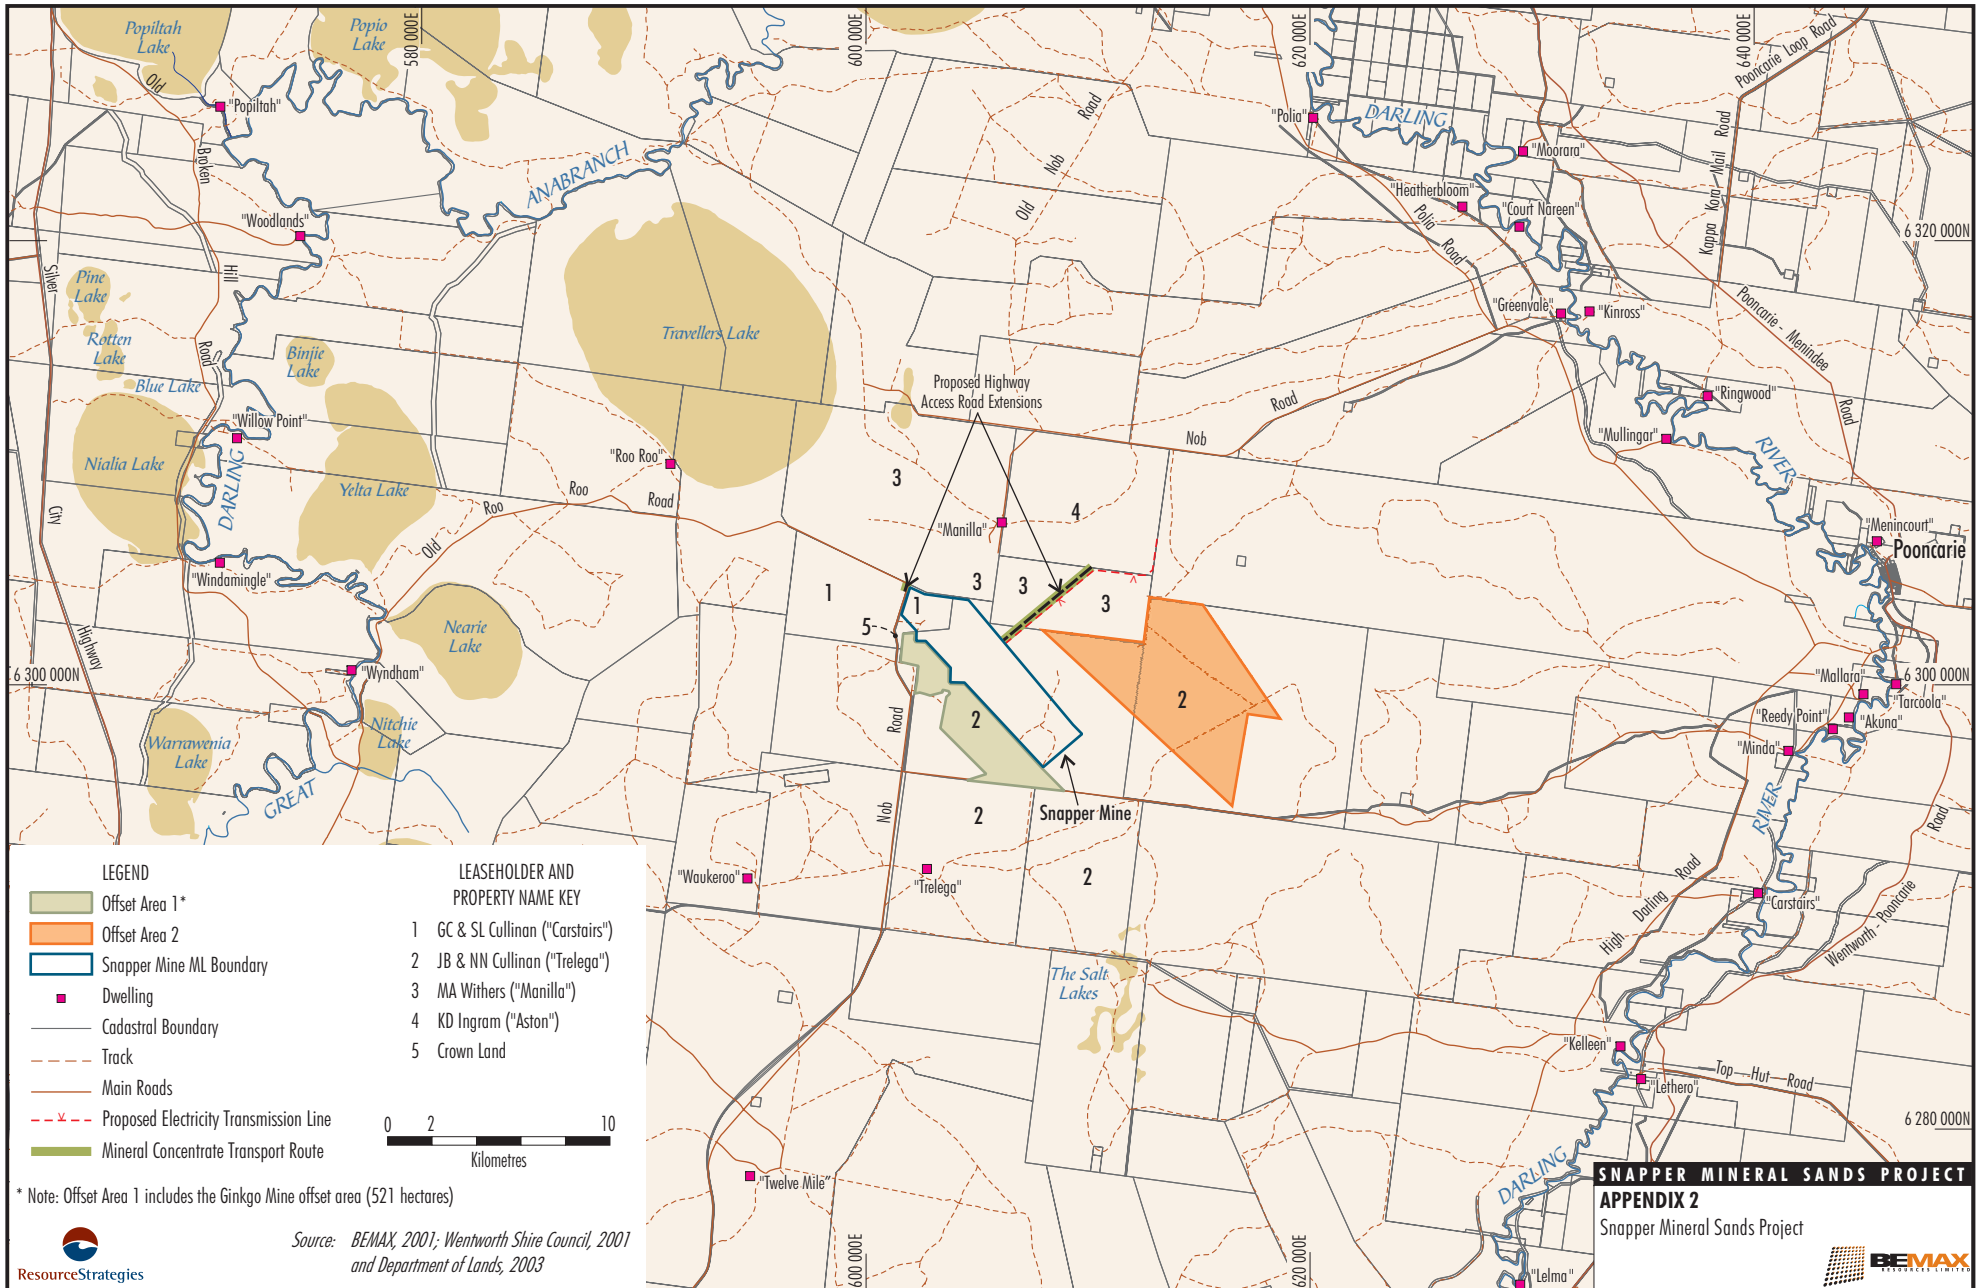 Popiltah
Lake
Popio
Lake
580 000E
600 000E
620 000E
640 000E
Pooncarie Loop Road
Old
"Popiltah"
Broken
Hill
Road
ANABRANCH
Road
Nob
Old
"Polia"
DARLING
"Moorara"
"Heatherbloom"
"Court Nareen"
Polia
Road
Kappa Kora Mail Road
6 320 000N
"Woodlands"
Silver
City
Highway
Pine
Lake
Rotten
Lake
Blue Lake
Binjie
Lake
Travellers Lake
"Greenvale"
"Kinross"
Pooncarie - Menindee
Road
"Willow Point"
Nialia Lake
DARLING
Yelta Lake
"Roo Roo"
Old
Roo
Roo
Road
Proposed Highway
Access Road Extensions
Road
Nob
"Ringwood"
"Mullingar"
RIVER
"Menincourt"
Pooncarie
3
4
"Manilla"
"Windamingle"
1
1
3
3
3
5
Nearie
Lake
"Wyndham"
6 300 000N
6 300 000N
Nitchie
Lake
Warrawenia
Lake
GREAT
Road
Nob
2
2
2
2
Snapper Mine
"Mallara"
"Tarcoola"
"Reedy Point"
"Akuna"
"Minda"
RIVER
Road
"Waukeroo"
"Trelega"
High Darling Road
"Carstairs"
Wentworth - Pooncarie
The Salt
Lakes
"Kelleen"
"Lethero"
Top Hut Road
6 280 000N
"Twelve Mile"
DARLING
"Lelma"
600 000E
620 000E
LEGEND
Offset Area 1*
Offset Area 2
Snapper Mine ML Boundary
Dwelling
Cadastral Boundary
Track
Main Roads
Proposed Electricity Transmission Line
Mineral Concentrate Transport Route
LEASEHOLDER AND
PROPERTY NAME KEY
1 GC & SL Cullinan ("Carstairs")
2 JB & NN Cullinan ("Trelega")
3 MA Withers ("Manilla")
4 KD Ingram ("Aston")
5 Crown Land
0 2 10
Kilometres
* Note: Offset Area 1 includes the Ginkgo Mine offset area (521 hectares)
Source: BEMAX, 2001; Wentworth Shire Council, 2001
and Department of Lands, 2003
ResourceStrategies
SNAPPER MINERAL SANDS PROJECT
APPENDIX 2
Snapper Mineral Sands Project
BEMAX
RESOURCES LIMITED